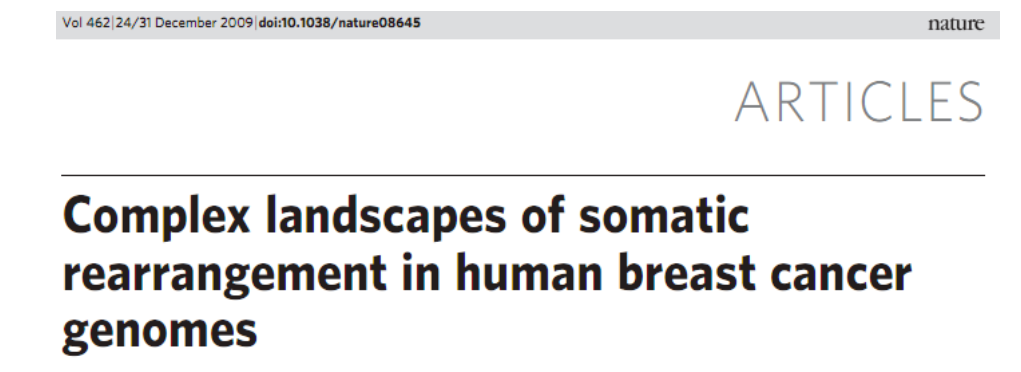 Vol 462|24/31 December 2009|doi:10.1038/nature08645 nature
ARTICLES
Complex landscapes of somatic
rearrangement in human breast cancer
genomes